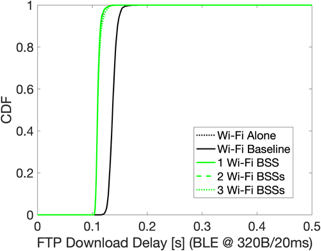 1
0.8
0.6
0.4
0.2
0
CDF
Wi-Fi Alone
Wi-Fi Baseline
1 Wi-Fi BSS
2 Wi-Fi BSSs
3 Wi-Fi BSSs
0 0.1 0.2 0.3 0.4 0.5
FTP Download Delay [s] (BLE @ 320B/20ms)